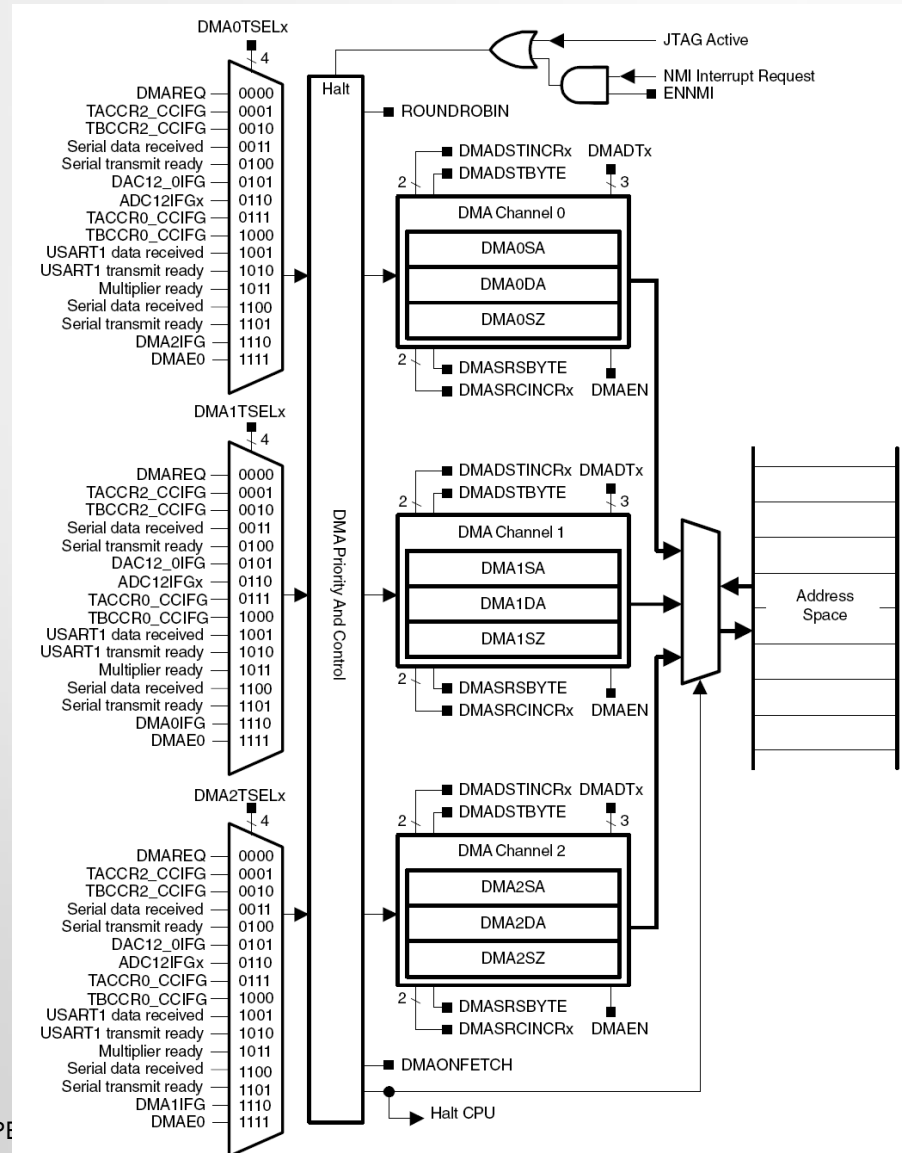 DMA0TSELx
4
DMAREQ 0000
TACCR2_CCIFG 0001
TBCCR2_CCIFG 0010
Serial data received 0011
Serial transmit ready 0100
DAC12_0IFG 0101
ADC12IFGx 0110
TACCR0_CCIFG 0111
TBCCR0_CCIFG 1000
USART1 data received 1001
USART1 transmit ready 1010
Multiplier ready 1011
Serial data received 1100
Serial transmit ready 1101
DMA2IFG 1110
DMAE0 1111
DMA1TSELx
4
DMAREQ 0000
TACCR2_CCIFG 0001
TBCCR2_CCIFG 0010
Serial data received 0011
Serial transmit ready 0100
DAC12_0IFG 0101
ADC12IFGx 0110
TACCR0_CCIFG 0111
TBCCR0_CCIFG 1000
USART1 data received 1001
USART1 transmit ready 1010
Multiplier ready 1011
Serial data received 1100
Serial transmit ready 1101
DMA0IFG 1110
DMAE0 1111
DMA2TSELx
4
DMAREQ 0000
TACCR2_CCIFG 0001
TBCCR2_CCIFG 0010
Serial data received 0011
Serial transmit ready 0100
DAC12_0IFG 0101
ADC12IFGx 0110
TACCR0_CCIFG 0111
TBCCR0_CCIFG 1000
USART1 data received 1001
USART1 transmit ready 1010
Multiplier ready 1011
Serial data received 1100
Serial transmit ready 1101
DMA1IFG 1110
DMAE0 1111
Halt
DMA Priority And Control
JTAG Active
NMI Interrupt Request
ENNMI
ROUNDROBIN
DMADSTINCRx DMADTx
2 DMADSTBYTE 3
DMA Channel 0
DMA0SA
DMA0DA
DMA0SZ
2 DMASRSBYTE
DMASRCINCRx DMAEN
DMADSTINCRx DMADTx
2 DMADSTBYTE 3
DMA Channel 1
DMA1SA
DMA1DA
DMA1SZ
2 DMASRSBYTE
DMASRCINCRx DMAEN
DMADSTINCRx DMADTx
2 DMADSTBYTE 3
DMA Channel 2
DMA2SA
DMA2DA
DMA2SZ
2 DMASRSBYTE
DMASRCINCRx DMAEN
DMAONFETCH
Halt CPU
Address
Space